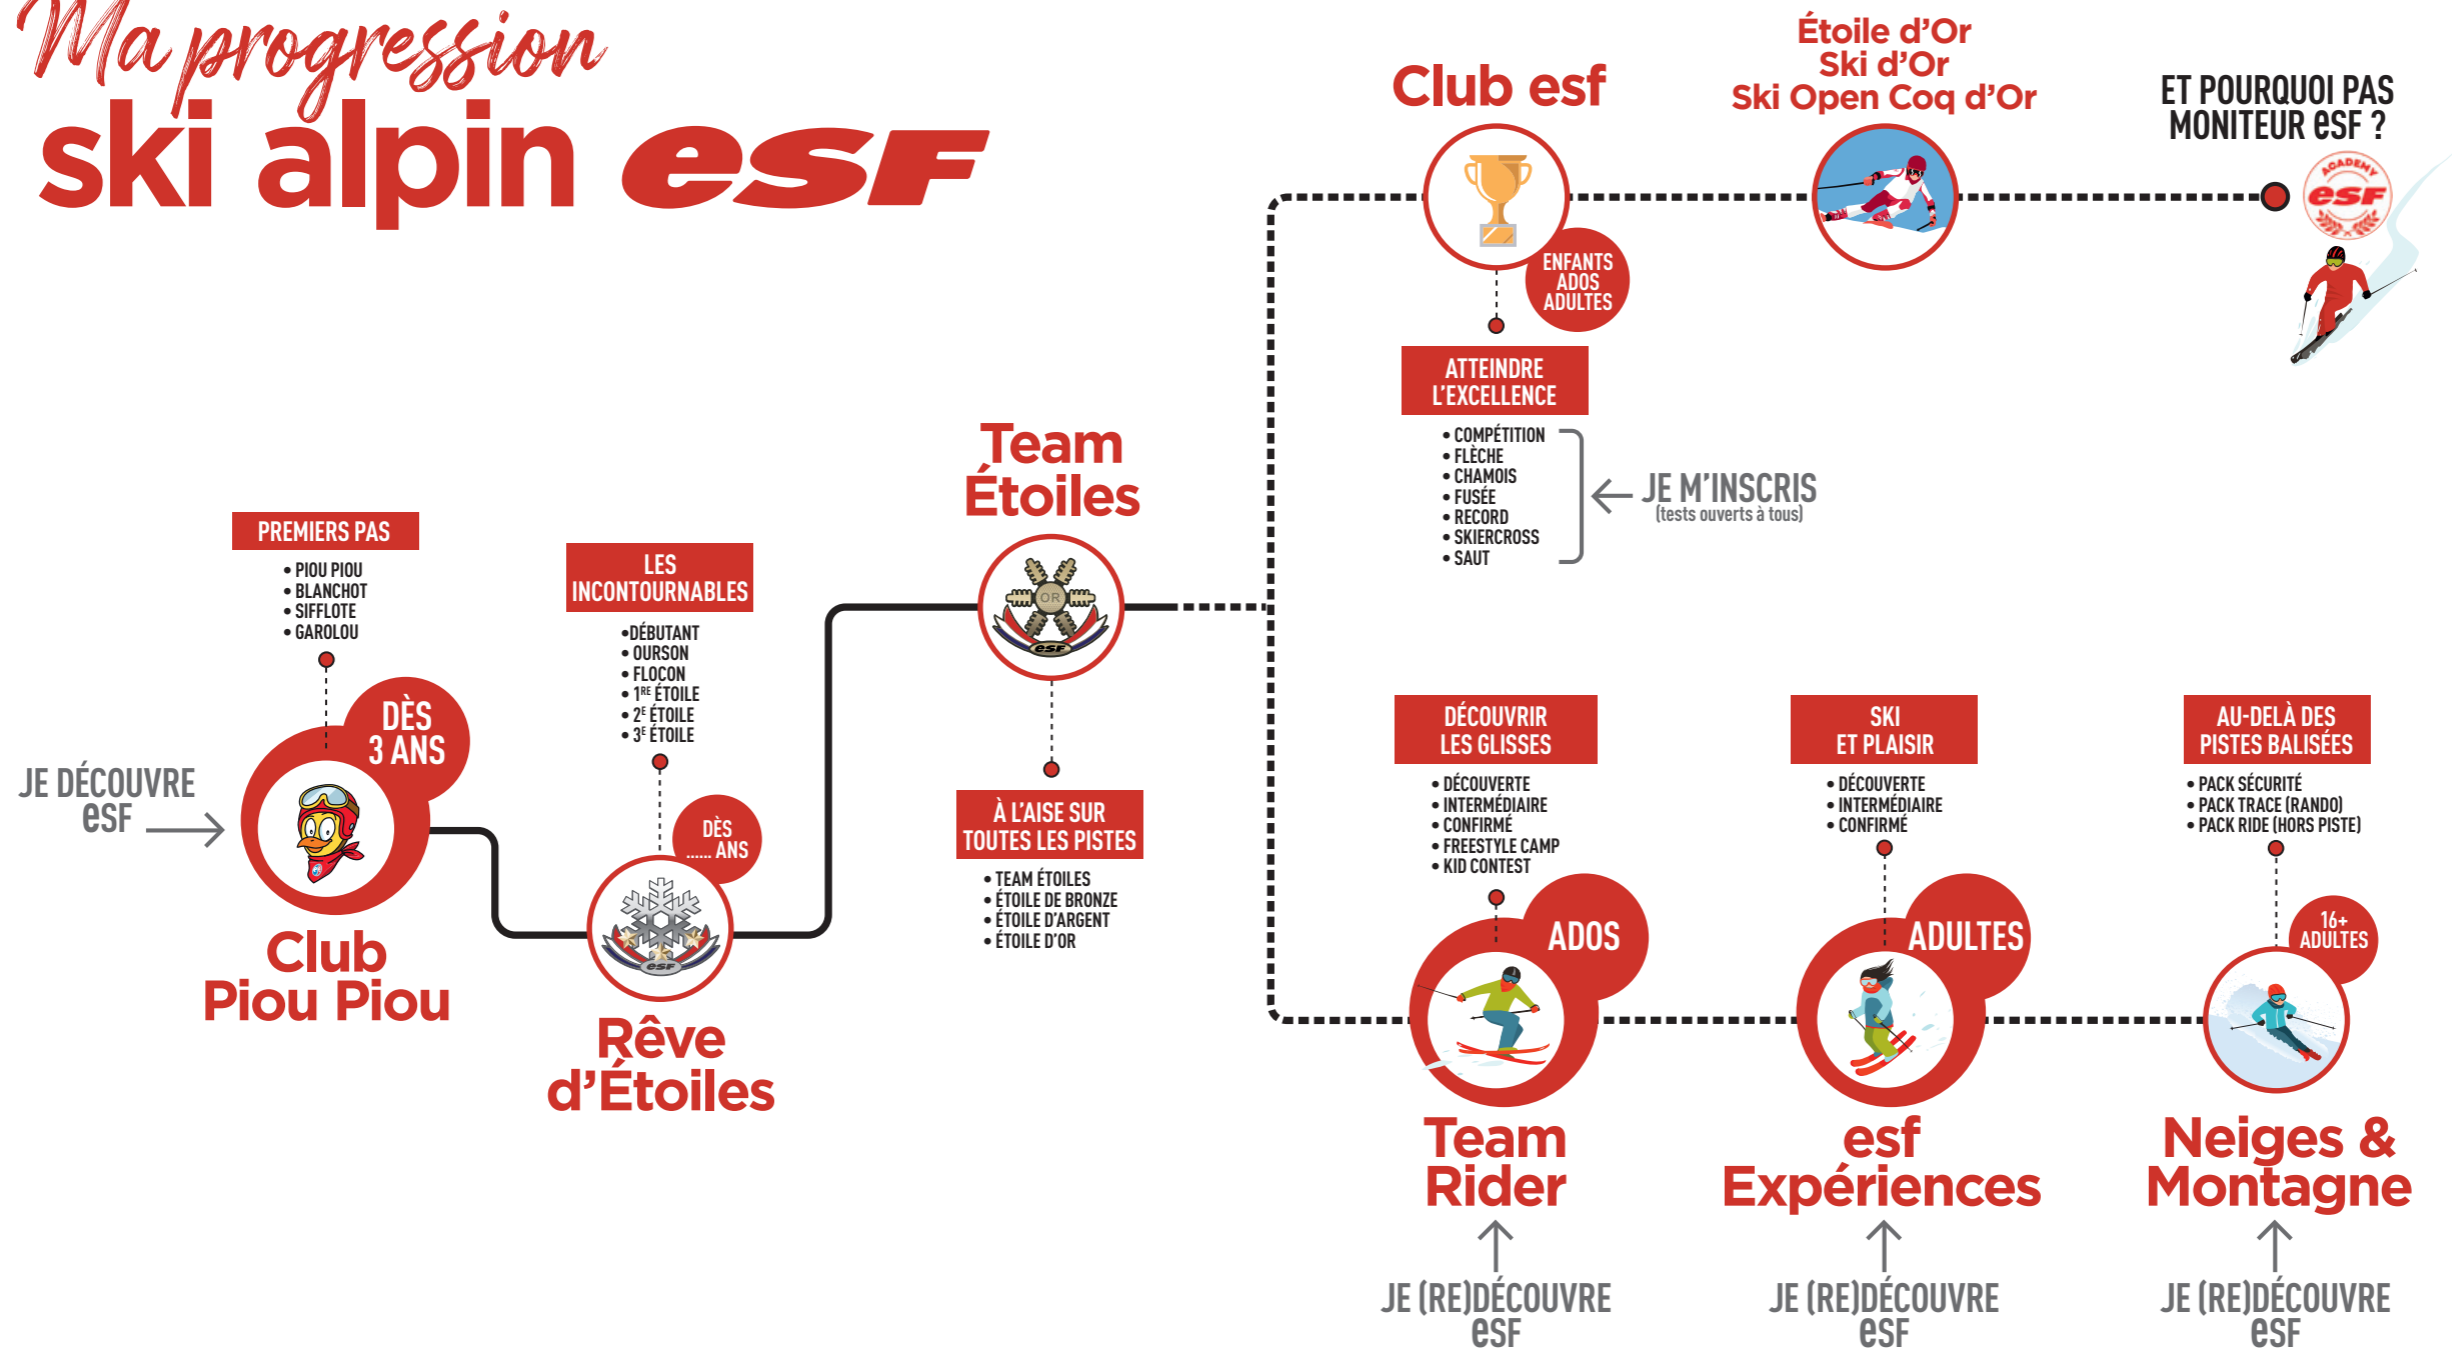 Ma progression
ski alpin esf
Club esf
ENFANTS
ADOS
ADULTES
ATTEINDRE
L'EXCELLENCE
• COMPÉTITION
• FLÈCHE
• CHAMOIS
• FUSÉE
• RECORD
• SKIERCROSS
• SAUT
JE M'INSCRIS
(tests ouverts à tous)
Étoile d'Or
Ski d'Or
Ski Open Coq d'Or
ET POURQUOI PAS
MONITEUR esf ?
ACADEMY
esf
JE DÉCOUVRE
esf
PREMIERS PAS
• PIOU PIOU
• BLANCHOT
• SIFFLOTE
• GAROLOU
DÈS
3 ANS
Club
Piou Piou
LES
INCONTOURNABLES
•DÉBUTANT
• OURSON
• FLOCON
• 1RE ÉTOILE
• 2E ÉTOILE
• 3E ÉTOILE
DÈS
...... ANS
esf
Rêve
d'Étoiles
Team
Étoiles
OR
esf
À L'AISE SUR
TOUTES LES PISTES
• TEAM ÉTOILES
• ÉTOILE DE BRONZE
• ÉTOILE D'ARGENT
• ÉTOILE D'OR
DÉCOUVRIR
LES GLISSES
• DÉCOUVERTE
• INTERMÉDIAIRE
• CONFIRMÉ
• FREESTYLE CAMP
• KID CONTEST
ADOS
Team
Rider
JE (RE)DÉCOUVRE
esf
SKI
ET PLAISIR
• DÉCOUVERTE
• INTERMÉDIAIRE
• CONFIRMÉ
ADULTES
esf
Expériences
JE (RE)DÉCOUVRE
esf
AU-DELÀ DES
PISTES BALISÉES
• PACK SÉCURITÉ
• PACK TRACE (RANDO)
• PACK RIDE (HORS PISTE)
16+
ADULTES
Neiges &
Montagne
JE (RE)DÉCOUVRE
esf